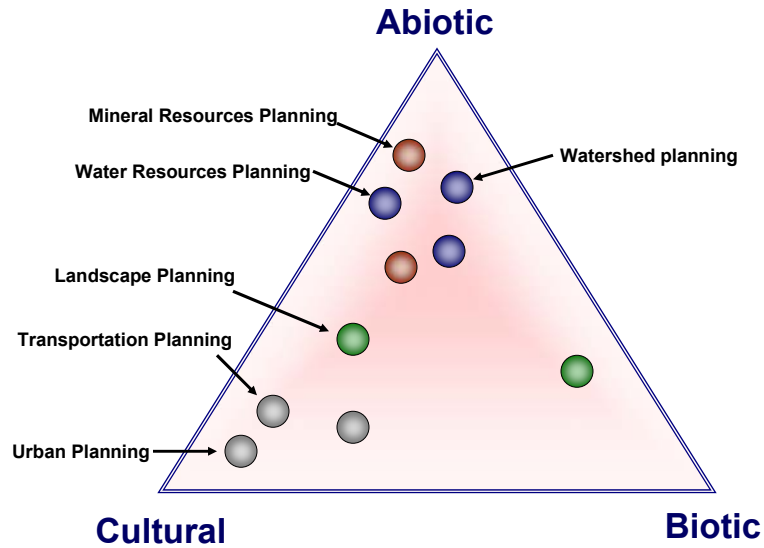 Abiotic
Mineral Resources Planning
Watershed planning
Water Resources Planning
Landscape Planning
Transportation Planning
Urban Planning
Cultural
Biotic